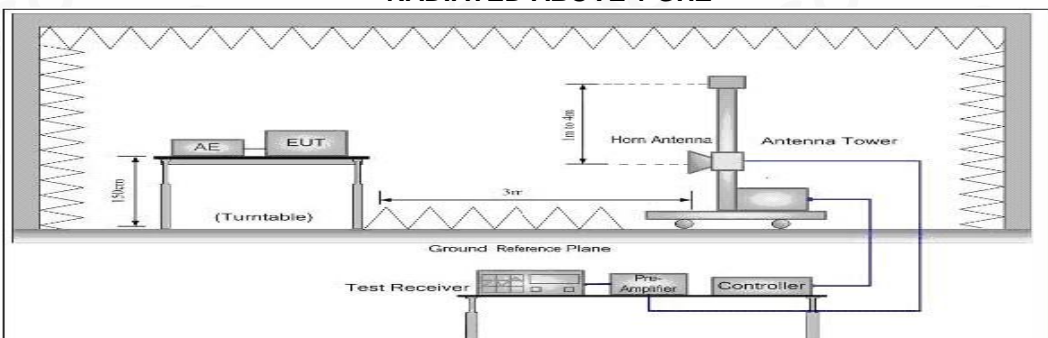 RADIATED ABOVE 1 GHZ
1m to 4m
Horn Antenna
Antenna Tower
AE
EUT
150cm
3m
(Turntable)
Ground Reference Plane
Test Receiver
Pre-
Amplifier
Controller